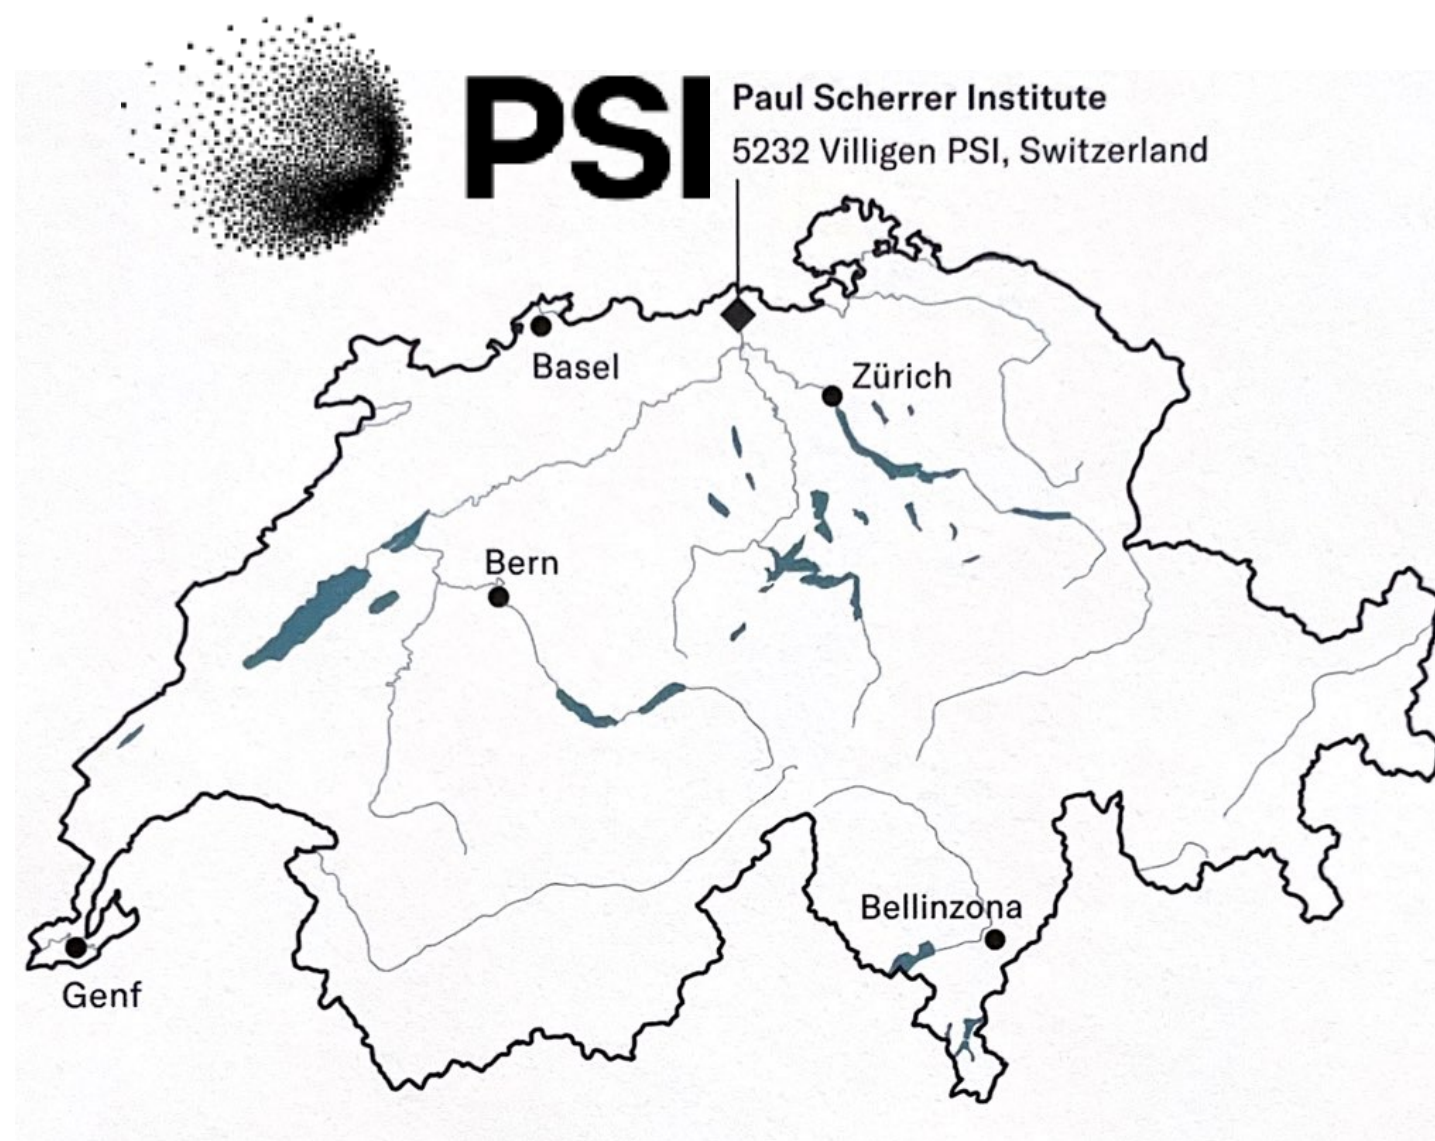 PSI
Paul Scherrer Institute
5232 Villigen PSI, Switzerland
Basel
Zürich
Bern
Bellinzona
Genf